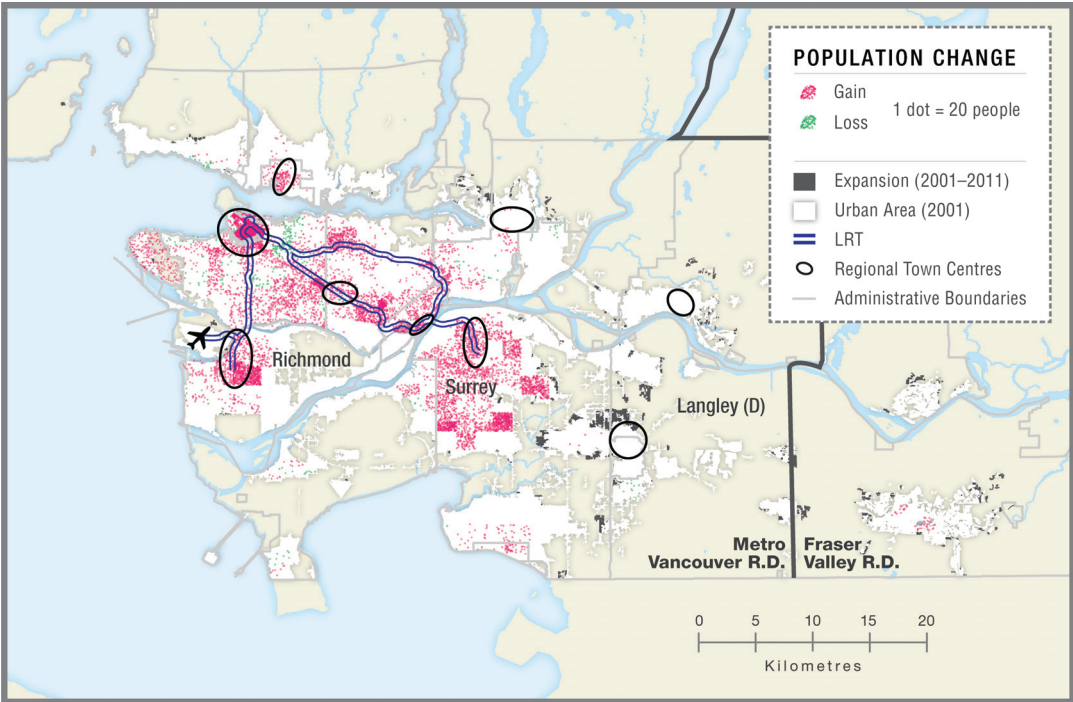 POPULATION CHANGE
Gain
1 dot = 20 people
Loss
Expansion (2001–2011)
Urban Area (2001)
LRT
Regional Town Centres
Administrative Boundaries
Richmond
Surrey
Langley (D)
Metro
Vancouver R.D.
Fraser
Valley R.D.
0 5 10 15 20
Kilometres